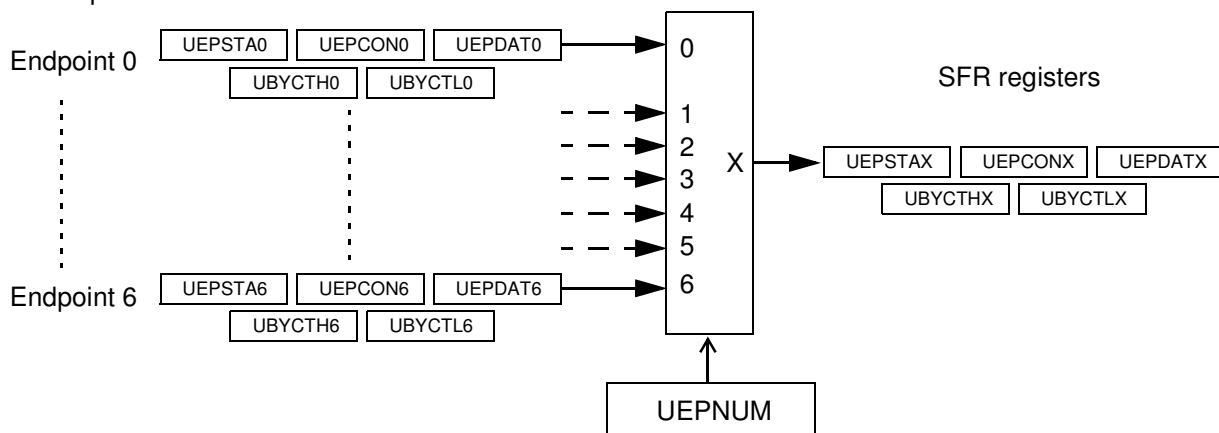 Endpoint 0
UEPSTA0 UEPCON0 UEPDAT0
UBYCTH0 UBYCTL0
0
1
2
3
4
5
6
X
SFR registers
UEPSTAX UEPCONX UEPDATX
UBYCTHX UBYCTLX
Endpoint 6
UEPSTA6 UEPCON6 UEPDAT6
UBYCTH6 UBYCTL6
UEPNUM